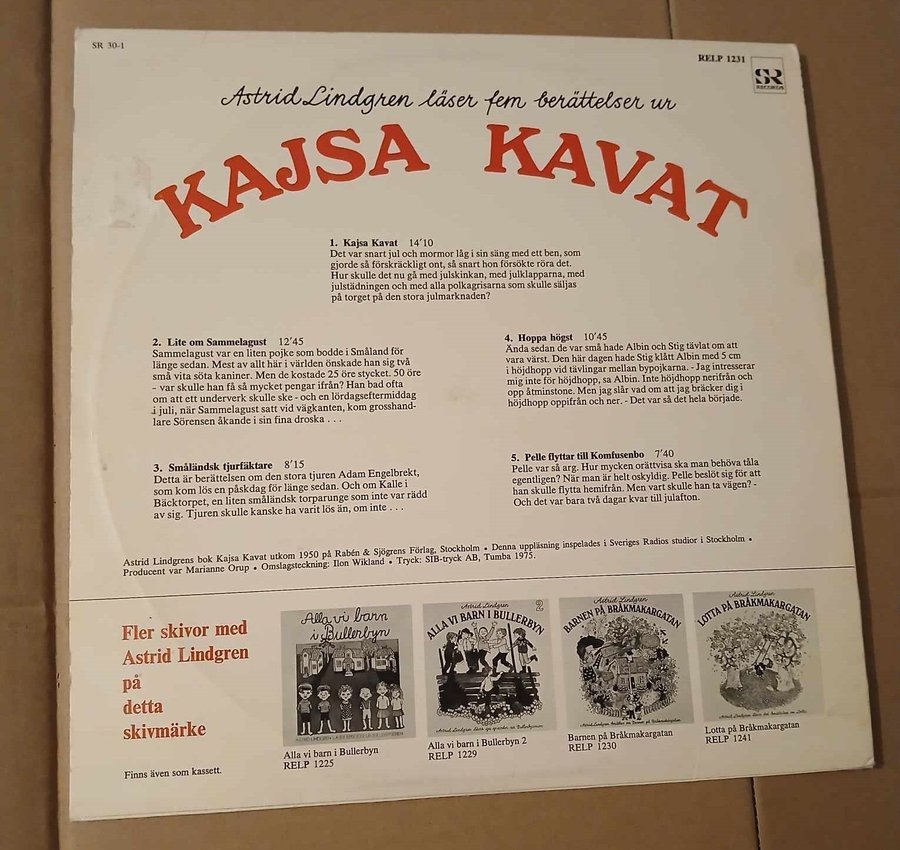 SR 30-1
RELP 1231
SR
RECORDS
Astrid Lindgren läser fem berättelser ur
KAJSA KAVAT
1. Kajsa Kavat 14'10
Det var snart jul och mormor låg i sin säng med ett ben, som
gjorde så förskräckligt ont, så snart hon försökte röra det.
Hur skulle det nu gå med julskinkan, med julklapparna, med
julstädningen och med alla polkagrisarna som skulle säljas
på torget på den stora julmarknaden?
2. Lite om Sammelagust 12'45
Sammelagust var en liten pojke som bodde i Småland för
länge sedan. Mest av allt här i världen önskade han sig två
små vita söta kaniner. Men de kostade 25 öre stycket. 50 öre
- var skulle han få så mycket pengar ifrån? Han bad ofta
om att ett underverk skulle ske - och en lördagseftermiddag
i juli, när Sammelagust satt vid vägkanten, kom grosshand-
lare Sörensen åkande i sin fina droska . . .
3. Småländsk tjurfäktare 8'15
Detta är berättelsen om den stora tjuren Adam Engelbrekt,
som kom lös en påskdag för länge sedan. Och om Kalle i
Bäcktorpet, en liten småländsk torparunge som inte var rädd
av sig. Tjuren skulle kanske ha varit lös än, om inte . . .
4. Hoppa högst 10'45
Ända sedan de var små hade Albin och Stig tävlat om att
vara värst. Den här dagen hade Stig klått Albin med 5 cm
i höjdhopp vid tävlingar mellan bypojkarna. - Jag intresserar
mig inte för höjdhopp, sa Albin. Inte höjdhopp nerifrån och
opp åtminstone. Men jag slår vad om att jag bräcker dig i
höjdhopp oppifrån och ner. - Det var så det hela började.
5. Pelle flyttar till Komfusenbo 7'40
Pelle var så arg. Hur mycken orättvisa ska man behöva tåla
egentligen? När man är helt oskyldig. Pelle beslöt sig för att
han skulle flytta hemifrån. Men vart skulle han ta vägen? -
Och det var bara två dagar kvar till julafton.
Astrid Lindgrens bok Kajsa Kavat utkom 1950 på Rabén & Sjögrens Förlag, Stockholm • Denna uppläsning inspelades i Sveriges Radios studior i Stockholm •
Producent var Marianne Orup • Omslagsteckning: Ilon Wikland • Tryck: SIB-tryck AB, Tumba 1975.
Fler skivor med
Astrid Lindgren
på
detta
skivmärke
Finns även som kassett.
Alla vi barn
i Bullerbyn
Alla vi barn i Bullerbyn
RELP 1225
Astrid Lindgren
2
ALLA VI BARN I BULLERBYN
Alla vi barn i Bullerbyn 2
RELP 1229
Astrid Lindgren
BARNEN PÅ BRÅKMAKARGATAN
Barnen på Bråkmakargatan
RELP 1230
Astrid Lindgren
LOTTA PÅ BRÅKMAKARGATAN
Lotta på Bråkmakargatan
RELP 1241